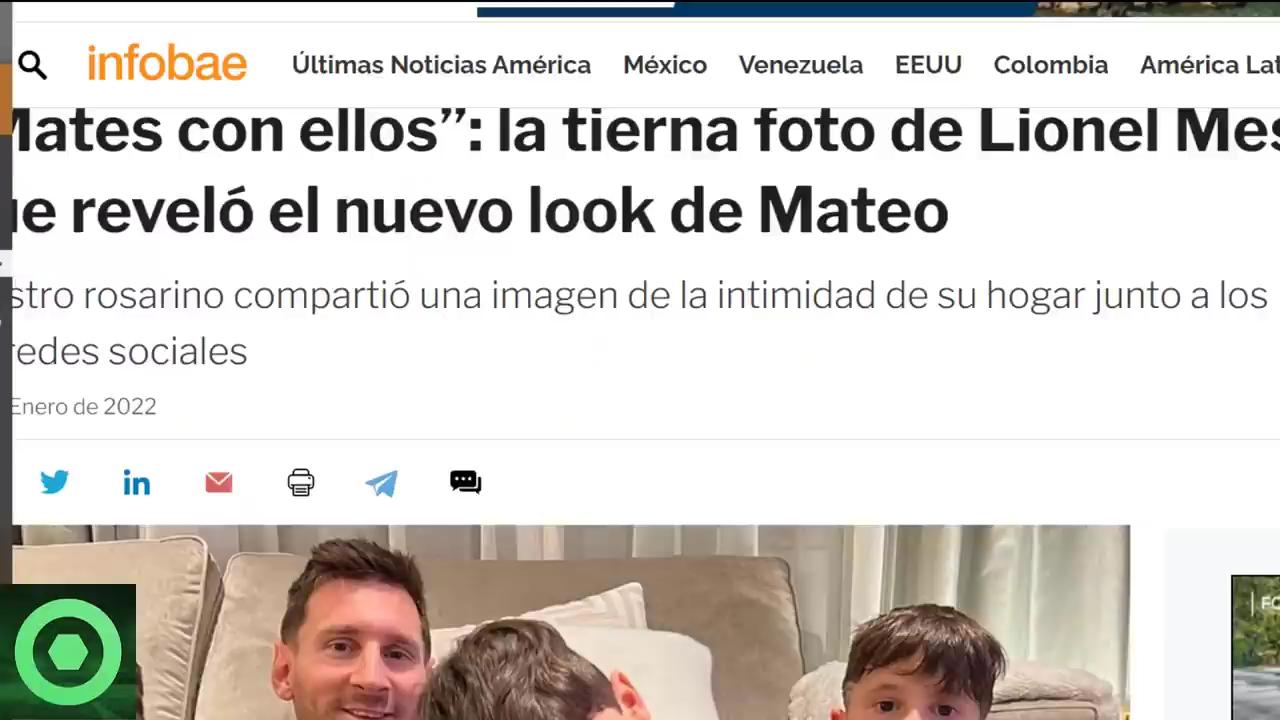 infobae Últimas Noticias América México Venezuela EEUU Colombia América Lat
Mates con ellos”: la tierna foto de Lionel Mes
ue reveló el nuevo look de Mateo
stro rosarino compartió una imagen de la intimidad de su hogar junto a los
redes sociales
Enero de 2022
in